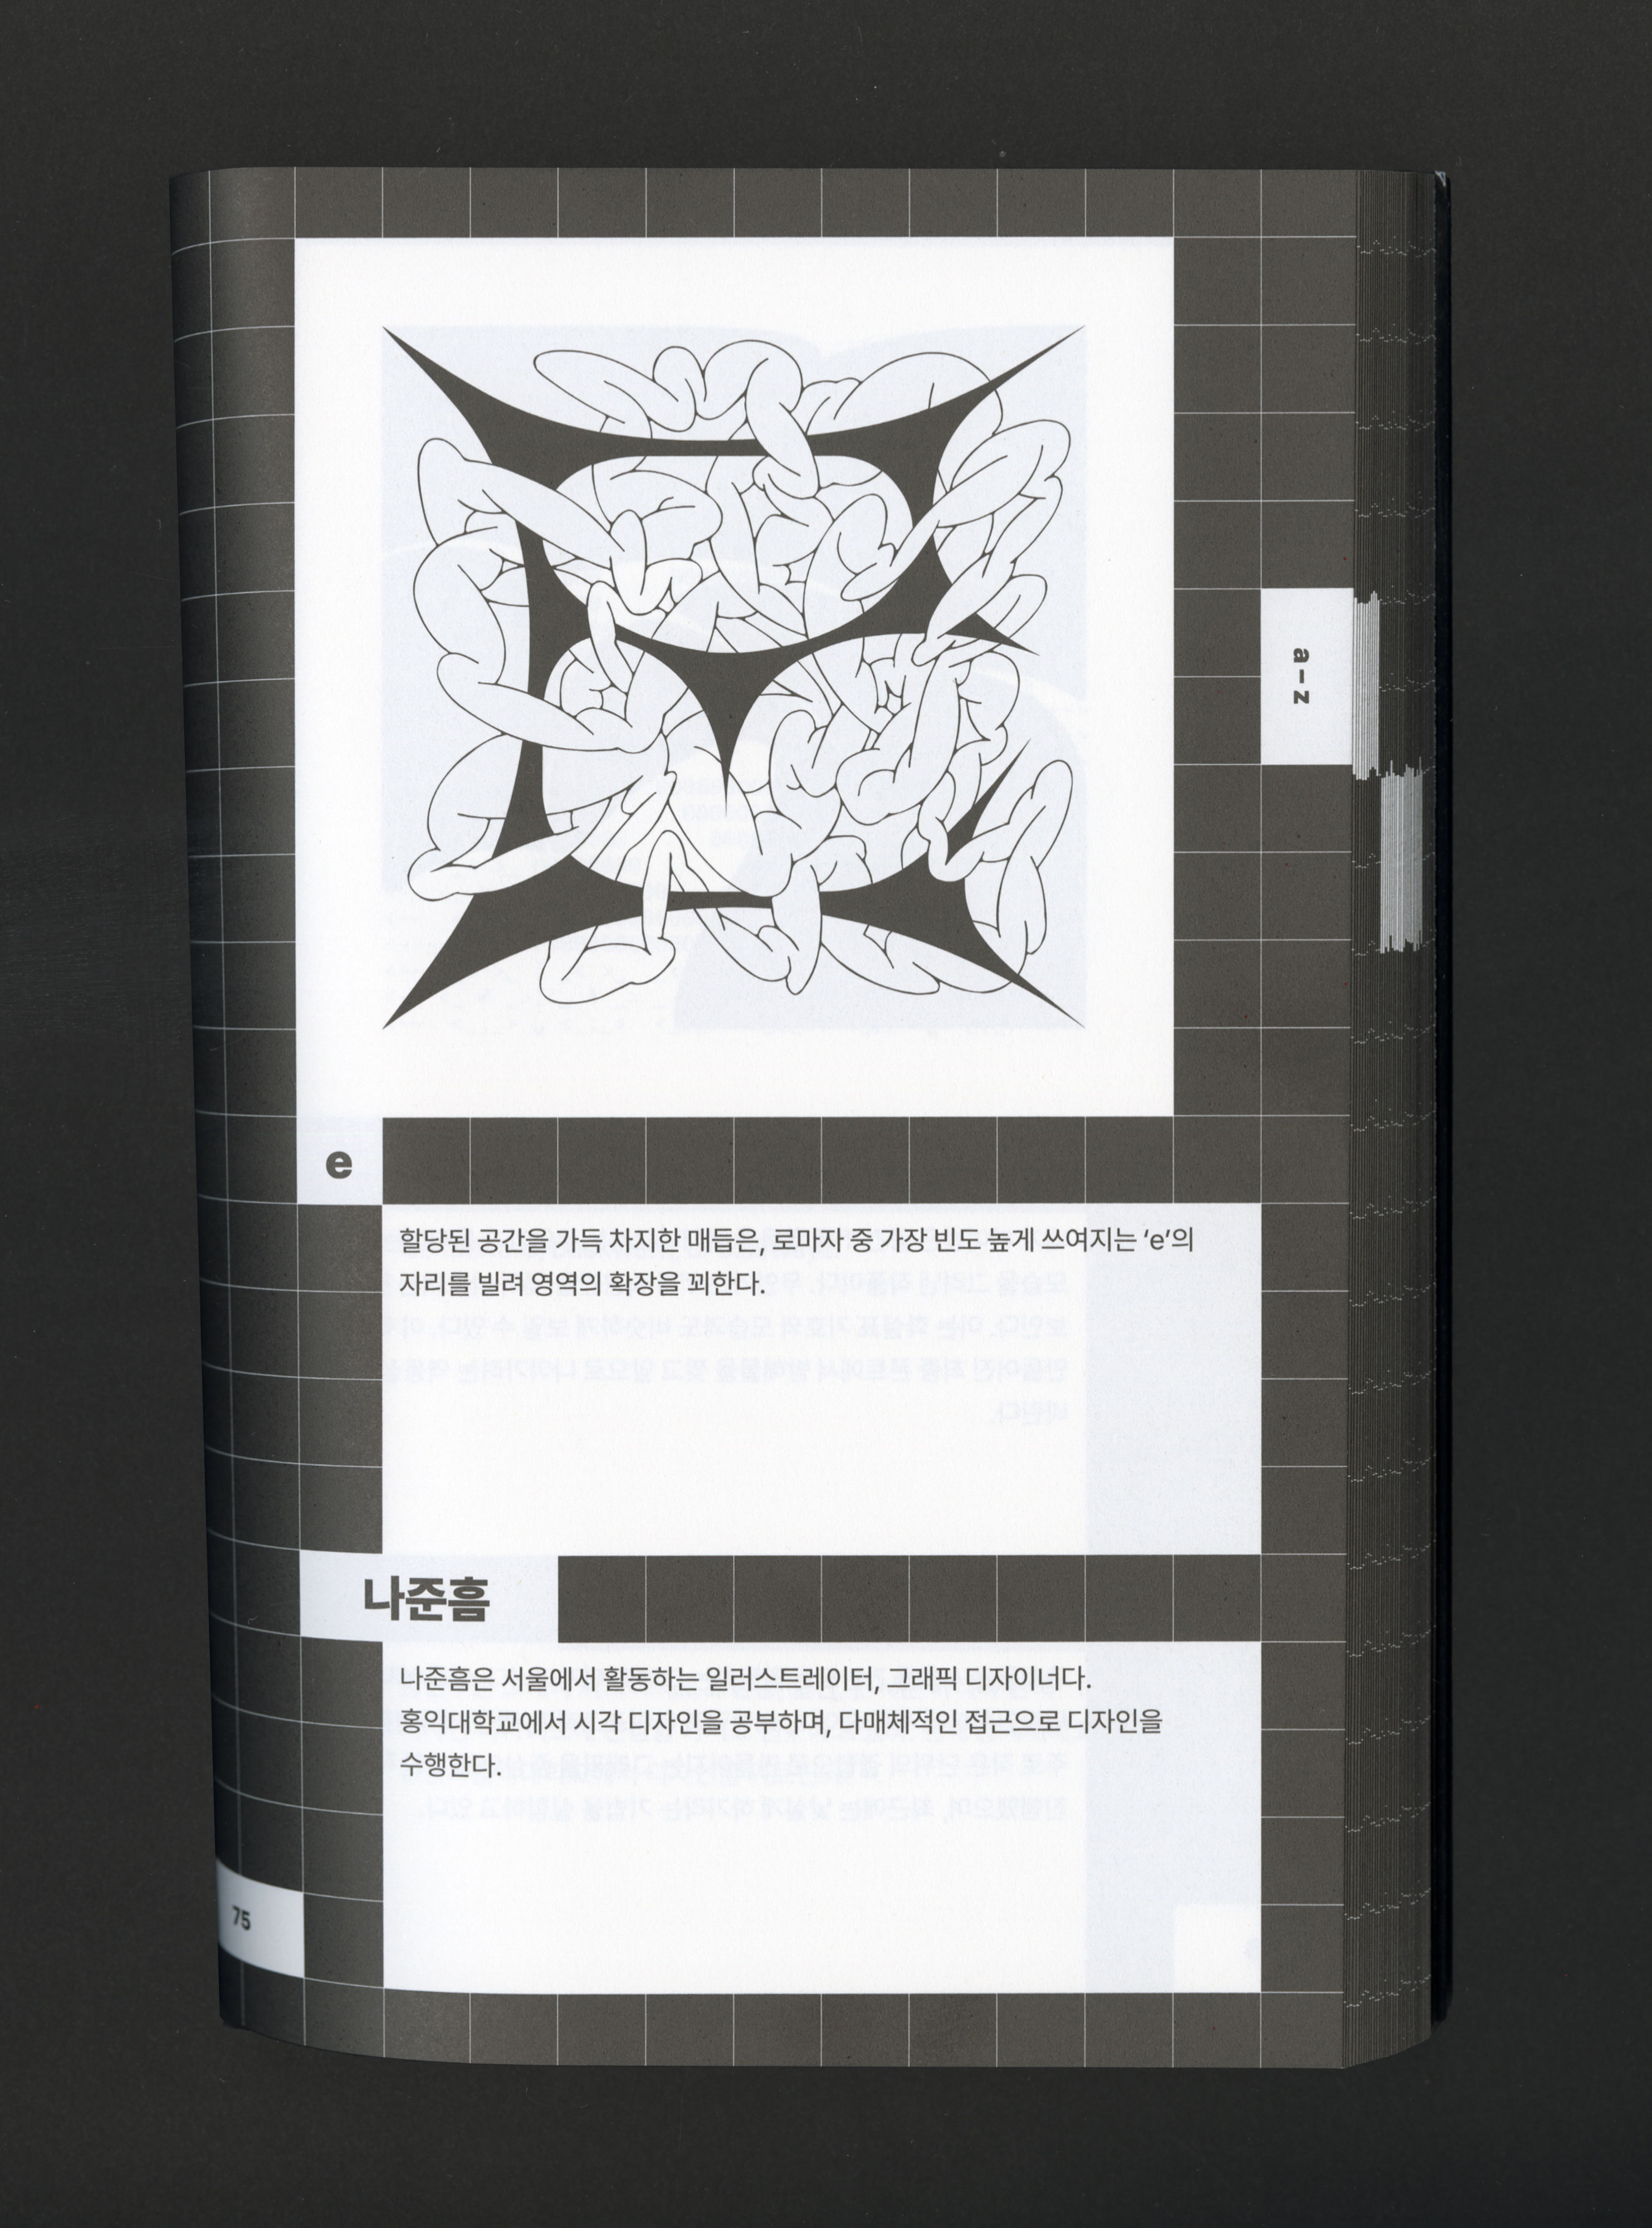 a–z
e
할당된 공간을 가득 차지한 매듭은, 로마자 중 가장 빈도 높게 쓰여지는 ‘e’의
자리를 빌려 영역의 확장을 꾀한다.
나준흠
나준흠은 서울에서 활동하는 일러스트레이터, 그래픽 디자이너다.
홍익대학교에서 시각 디자인을 공부하며, 다매체적인 접근으로 디자인을
수행한다.
75